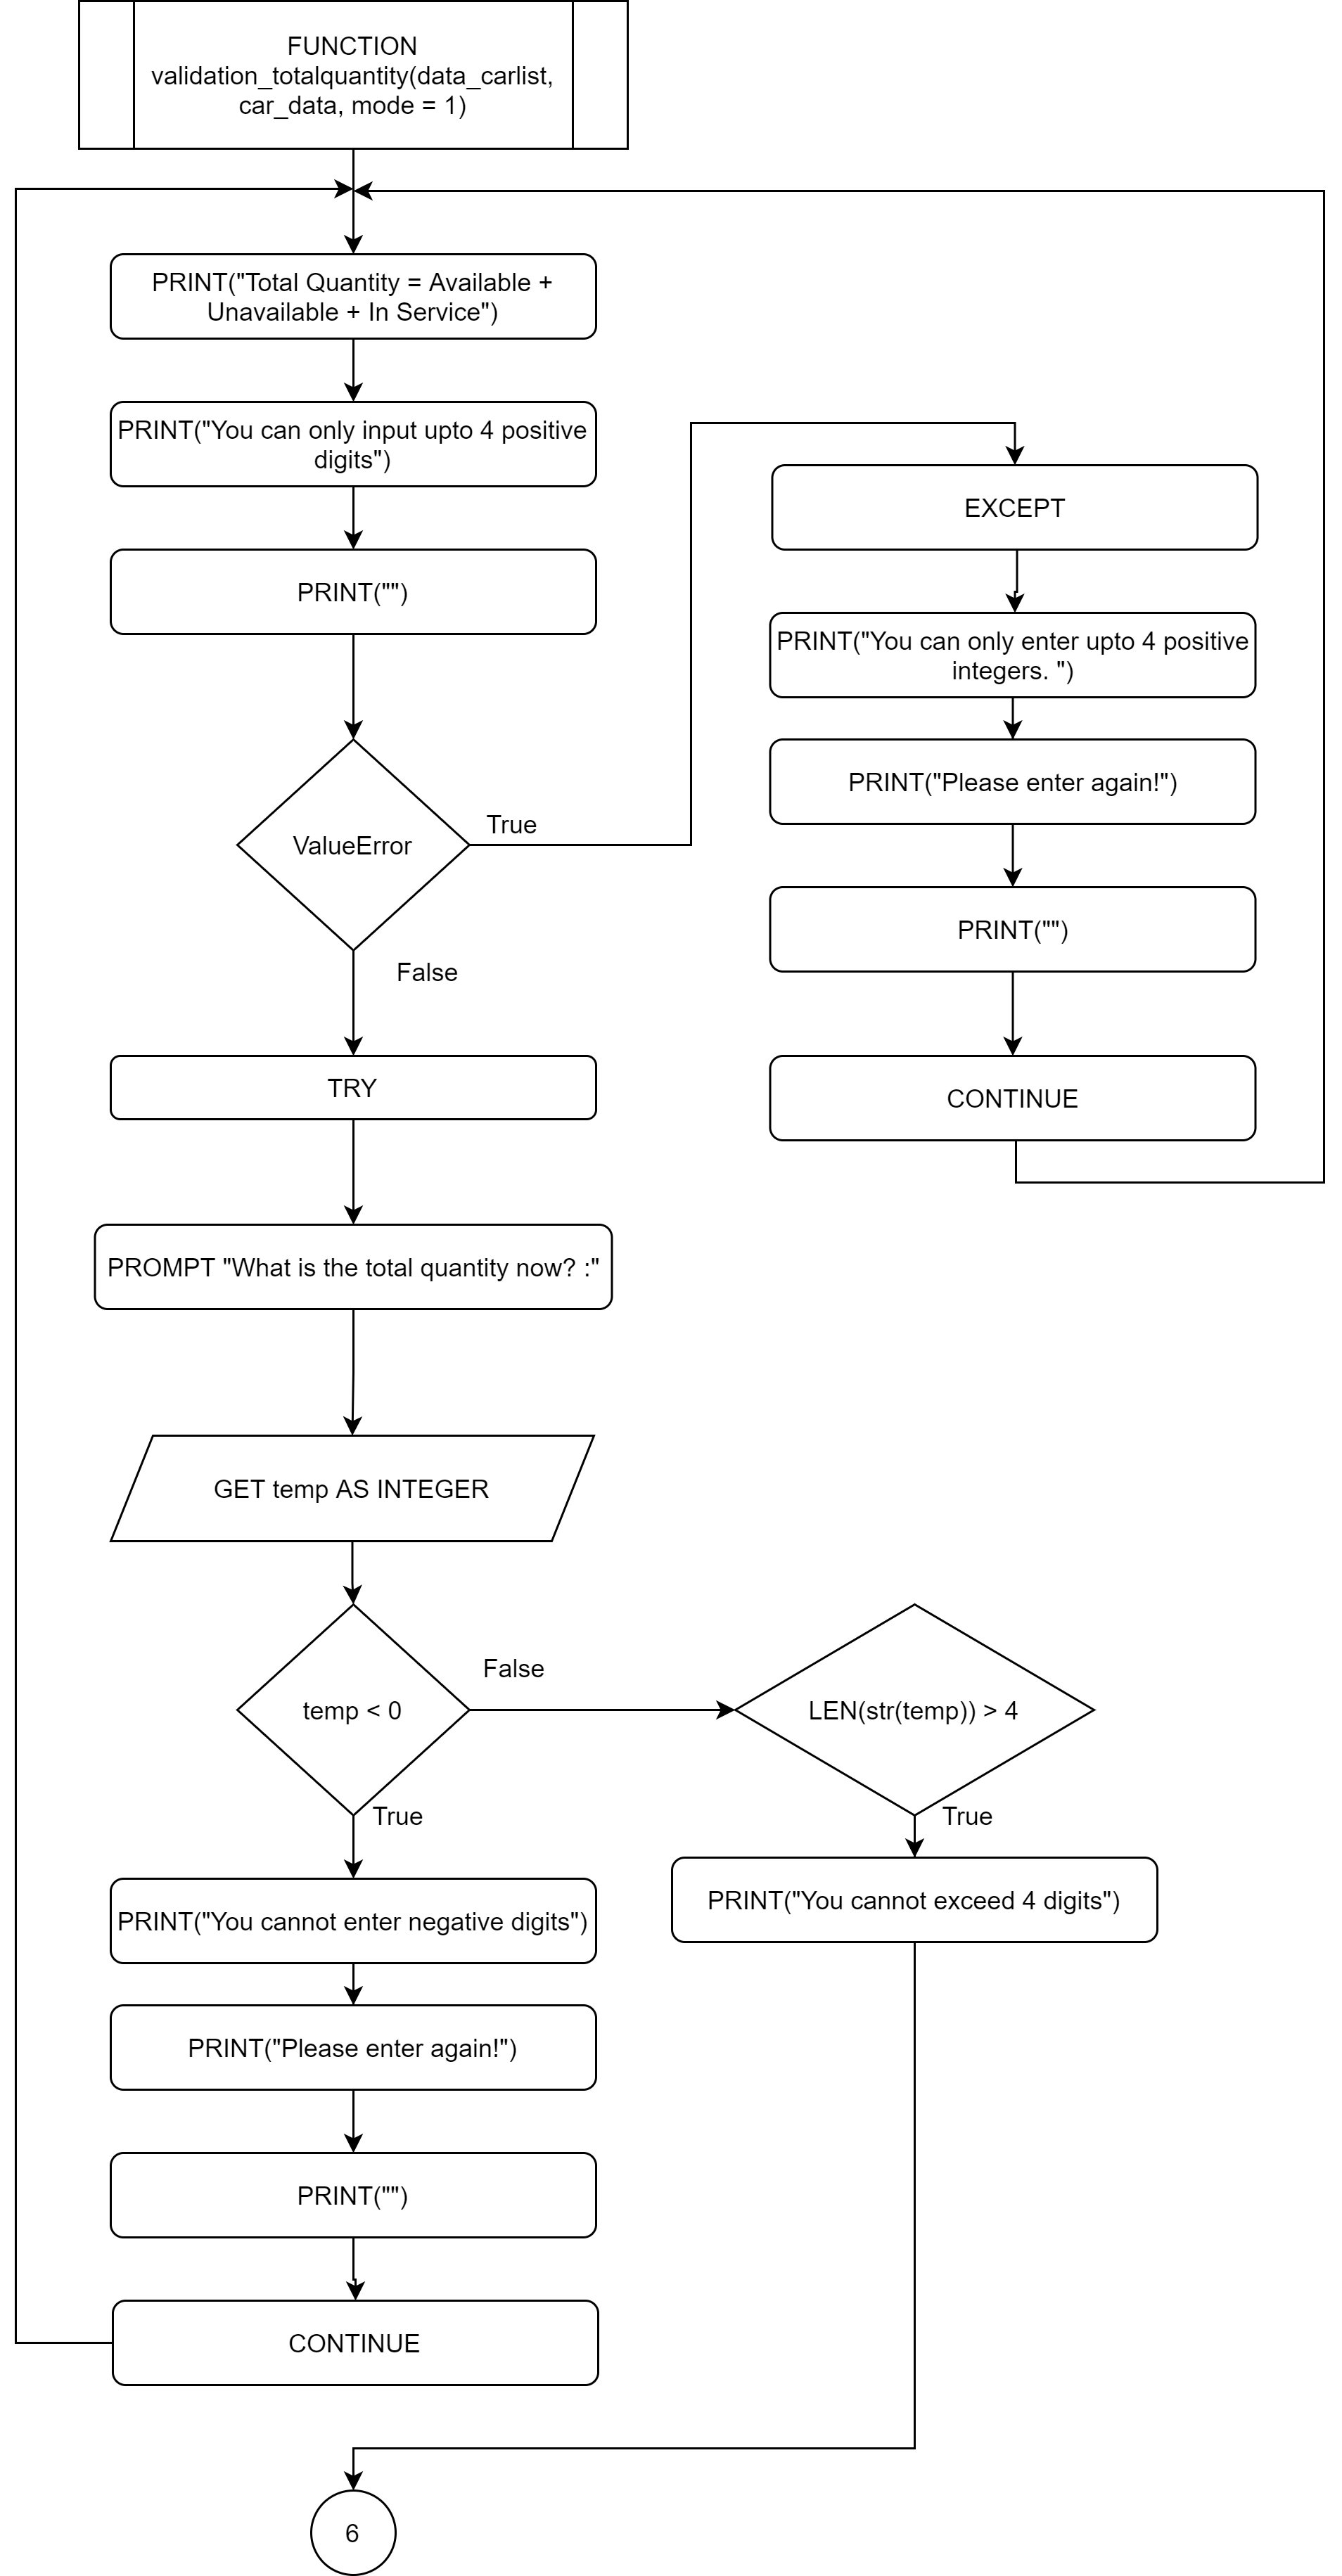 FUNCTION
validation_totalquantity(data_carlist,
car_data, mode = 1)
PRINT("Total Quantity = Available +
Unavailable + In Service")
PRINT("You can only input upto 4 positive
digits")
PRINT("")
ValueError
True
False
EXCEPT
PRINT("You can only enter upto 4 positive
integers. ")
PRINT("Please enter again!")
PRINT("")
CONTINUE
TRY
PROMPT "What is the total quantity now? :"
GET temp AS INTEGER
temp < 0
False
True
LEN(str(temp)) > 4
True
PRINT("You cannot exceed 4 digits")
PRINT("You cannot enter negative digits")
PRINT("Please enter again!")
PRINT("")
CONTINUE
6